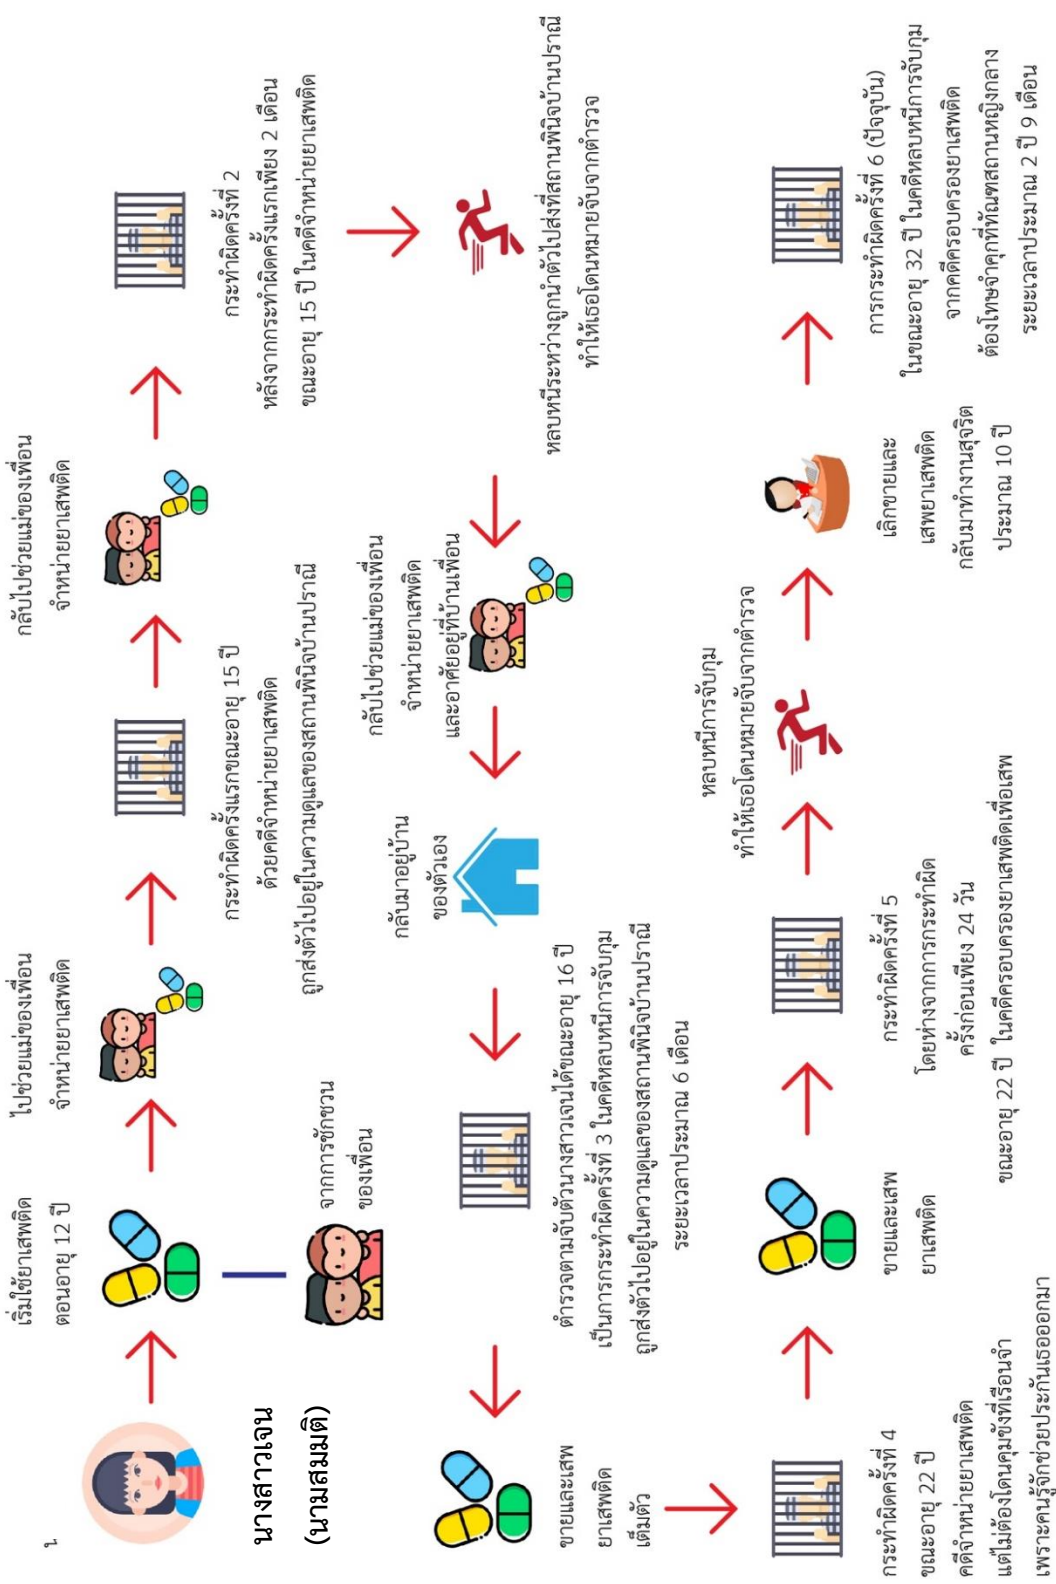 นางสาวเจน
(นามสมมติ)
เริ่มใช้ยาเสพติด
ตอนอายุ 12 ปี
จากการชักชวน
ของเพื่อน
ไปช่วยแม่ของเพื่อน
จำหน่ายยาเสพติด
กระทำผิดครั้งแรกขณะอายุ 15 ปี
ด้วยคดีจำหน่ายยาเสพติด
ถูกส่งตัวไปอยู่ในความดูแลของสถานพินิจบ้านปราณี
กลับไปช่วยแม่ของเพื่อน
จำหน่ายยาเสพติด
กระทำผิดครั้งที่ 2
หลังจากกระทำผิดครั้งแรกเพียง 2 เดือน
ขณะอายุ 15 ปี ในคดีจำหน่ายยาเสพติด
หลบหนีระหว่างถูกนำตัวไปส่งที่สถานพินิจบ้านปราณี
ทำให้เธอโดนหมายจับจากตำรวจ
กลับไปช่วยแม่ของเพื่อน
จำหน่ายยาเสพติด
และอาศัยอยู่ที่บ้านเพื่อน
กลับมาอยู่บ้าน
ของตัวเอง
ตำรวจตามจับตัวนางสาวเจนได้ขณะอายุ 16 ปี
เป็นการกระทำผิดครั้งที่ 3 ในคดีหลบหนีการจับกุม
ถูกส่งตัวไปอยู่ในความดูแลของสถานพินิจบ้านปราณี
ระยะเวลาประมาณ 6 เดือน
ขายและเสพ
ยาเสพติด
เต็มตัว
กระทำผิดครั้งที่ 4
ขณะอายุ 22 ปี
คดีจำหน่ายยาเสพติด
แต่ไม่ต้องโดนคุมขังที่เรือนจำ
เพราะคนรู้จักช่วยประกันเธอออกมา
ขายและเสพ
ยาเสพติด
กระทำผิดครั้งที่ 5
โดยห่างจากการกระทำผิด
ครั้งก่อนเพียง 24 วัน
ขณะอายุ 22 ปี ในคดีครอบครองยาเสพติดเพื่อเสพ
หลบหนีการจับกุม
ทำให้เธอโดนหมายจับจากตำรวจ
เลิกขายและ
เสพยาเสพติด
กลับมาทำงานสุจริต
ประมาณ 10 ปี
การกระทำผิดครั้งที่ 6 (ปัจจุบัน)
ในขณะอายุ 32 ปี ในคดีหลบหนีการจับกุม
จากคดีครอบครองยาเสพติด
ต้องโทษจำคุกที่ทัณฑสถานหญิงกลาง
ระยะเวลาประมาณ 2 ปี 9 เดือน